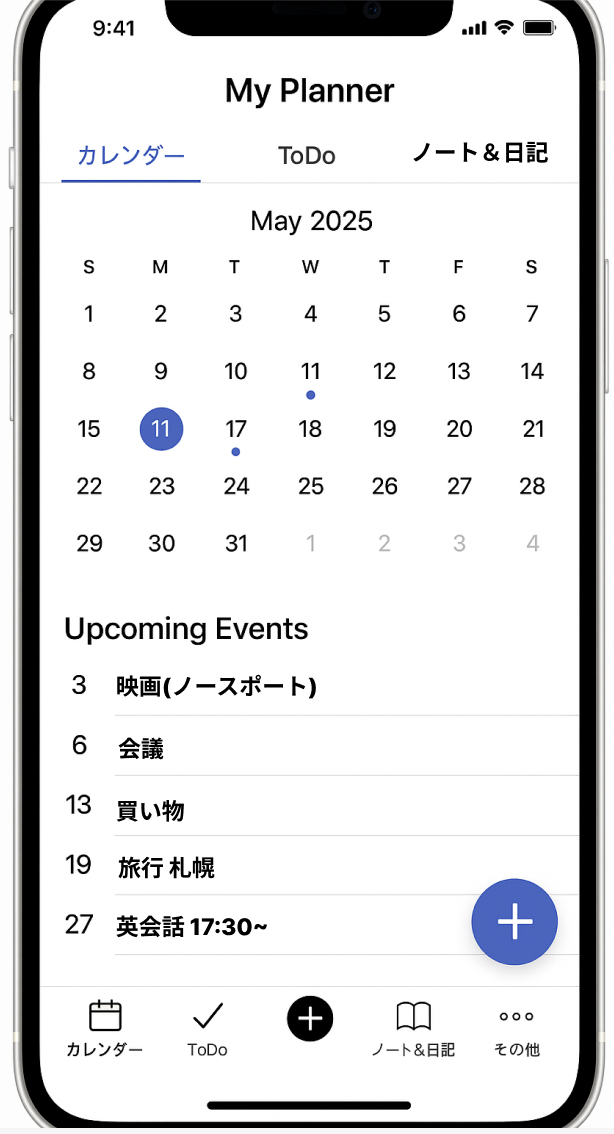 9:41
My Planner
カレンダー ToDo ノート＆日記
May 2025
S M T W T F S
1 2 3 4 5 6 7
8 9 10 11 12 13 14
15 11 17 18 19 20 21
22 23 24 25 26 27 28
29 30 31 1 2 3 4
Upcoming Events
3 映画(ノースポート)
6 会議
13 買い物
19 旅行 札幌
27 英会話 17:30~
カレンダー ToDo ノート&日記 その他